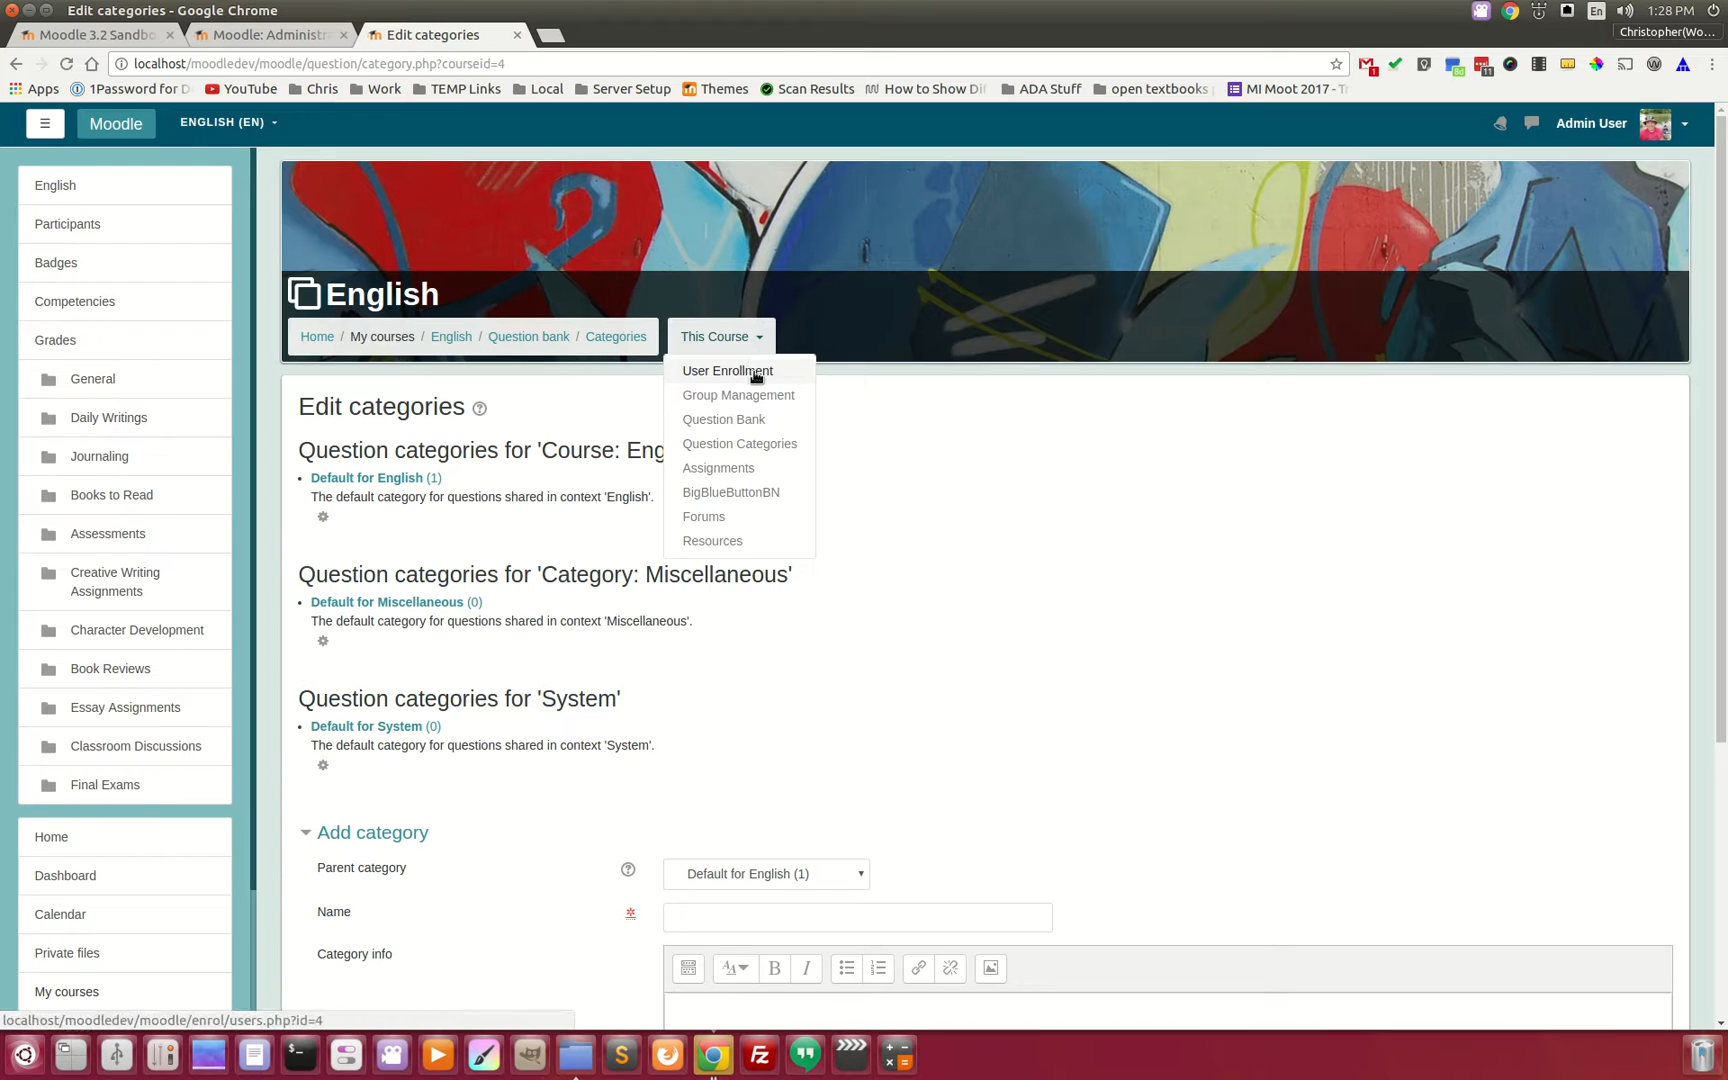 Edit categories - Google Chrome
En
1:28 PM
Moodle 3.2 Sandbo
Moodle: Administra
Edit categories
Christopher(Wo...
localhost/moodledev/moodle/question/category.php?courseid=4
Apps
1Password for D
YouTube
Chris
Work
TEMP Links
Local
Server Setup
Themes
Scan Results
How to Show Di
ADA Stuff
open textbooks
MI Moot 2017 - Tr
Moodle
ENGLISH (EN)
Admin User
English
Participants
Badges
Competencies
Grades
General
Daily Writings
Journaling
Books to Read
Assessments
Creative Writing
Assignments
Character Development
Book Reviews
Essay Assignments
Classroom Discussions
Final Exams
Home
Dashboard
Calendar
Private files
My courses
English
Home / My courses / English / Question bank / Categories
This Course
User Enrollment
Group Management
Question Bank
Question Categories
Assignments
BigBlueButtonBN
Forums
Resources
Edit categories
Question categories for 'Course: Eng
Default for English (1)
The default category for questions shared in context 'English'.
Question categories for 'Category: Miscellaneous'
Default for Miscellaneous (0)
The default category for questions shared in context 'Miscellaneous'.
Question categories for 'System'
Default for System (0)
The default category for questions shared in context 'System'.
Add category
Parent category
Default for English (1)
Name
Category info
localhost/moodledev/moodle/enrol/users.php?id=4